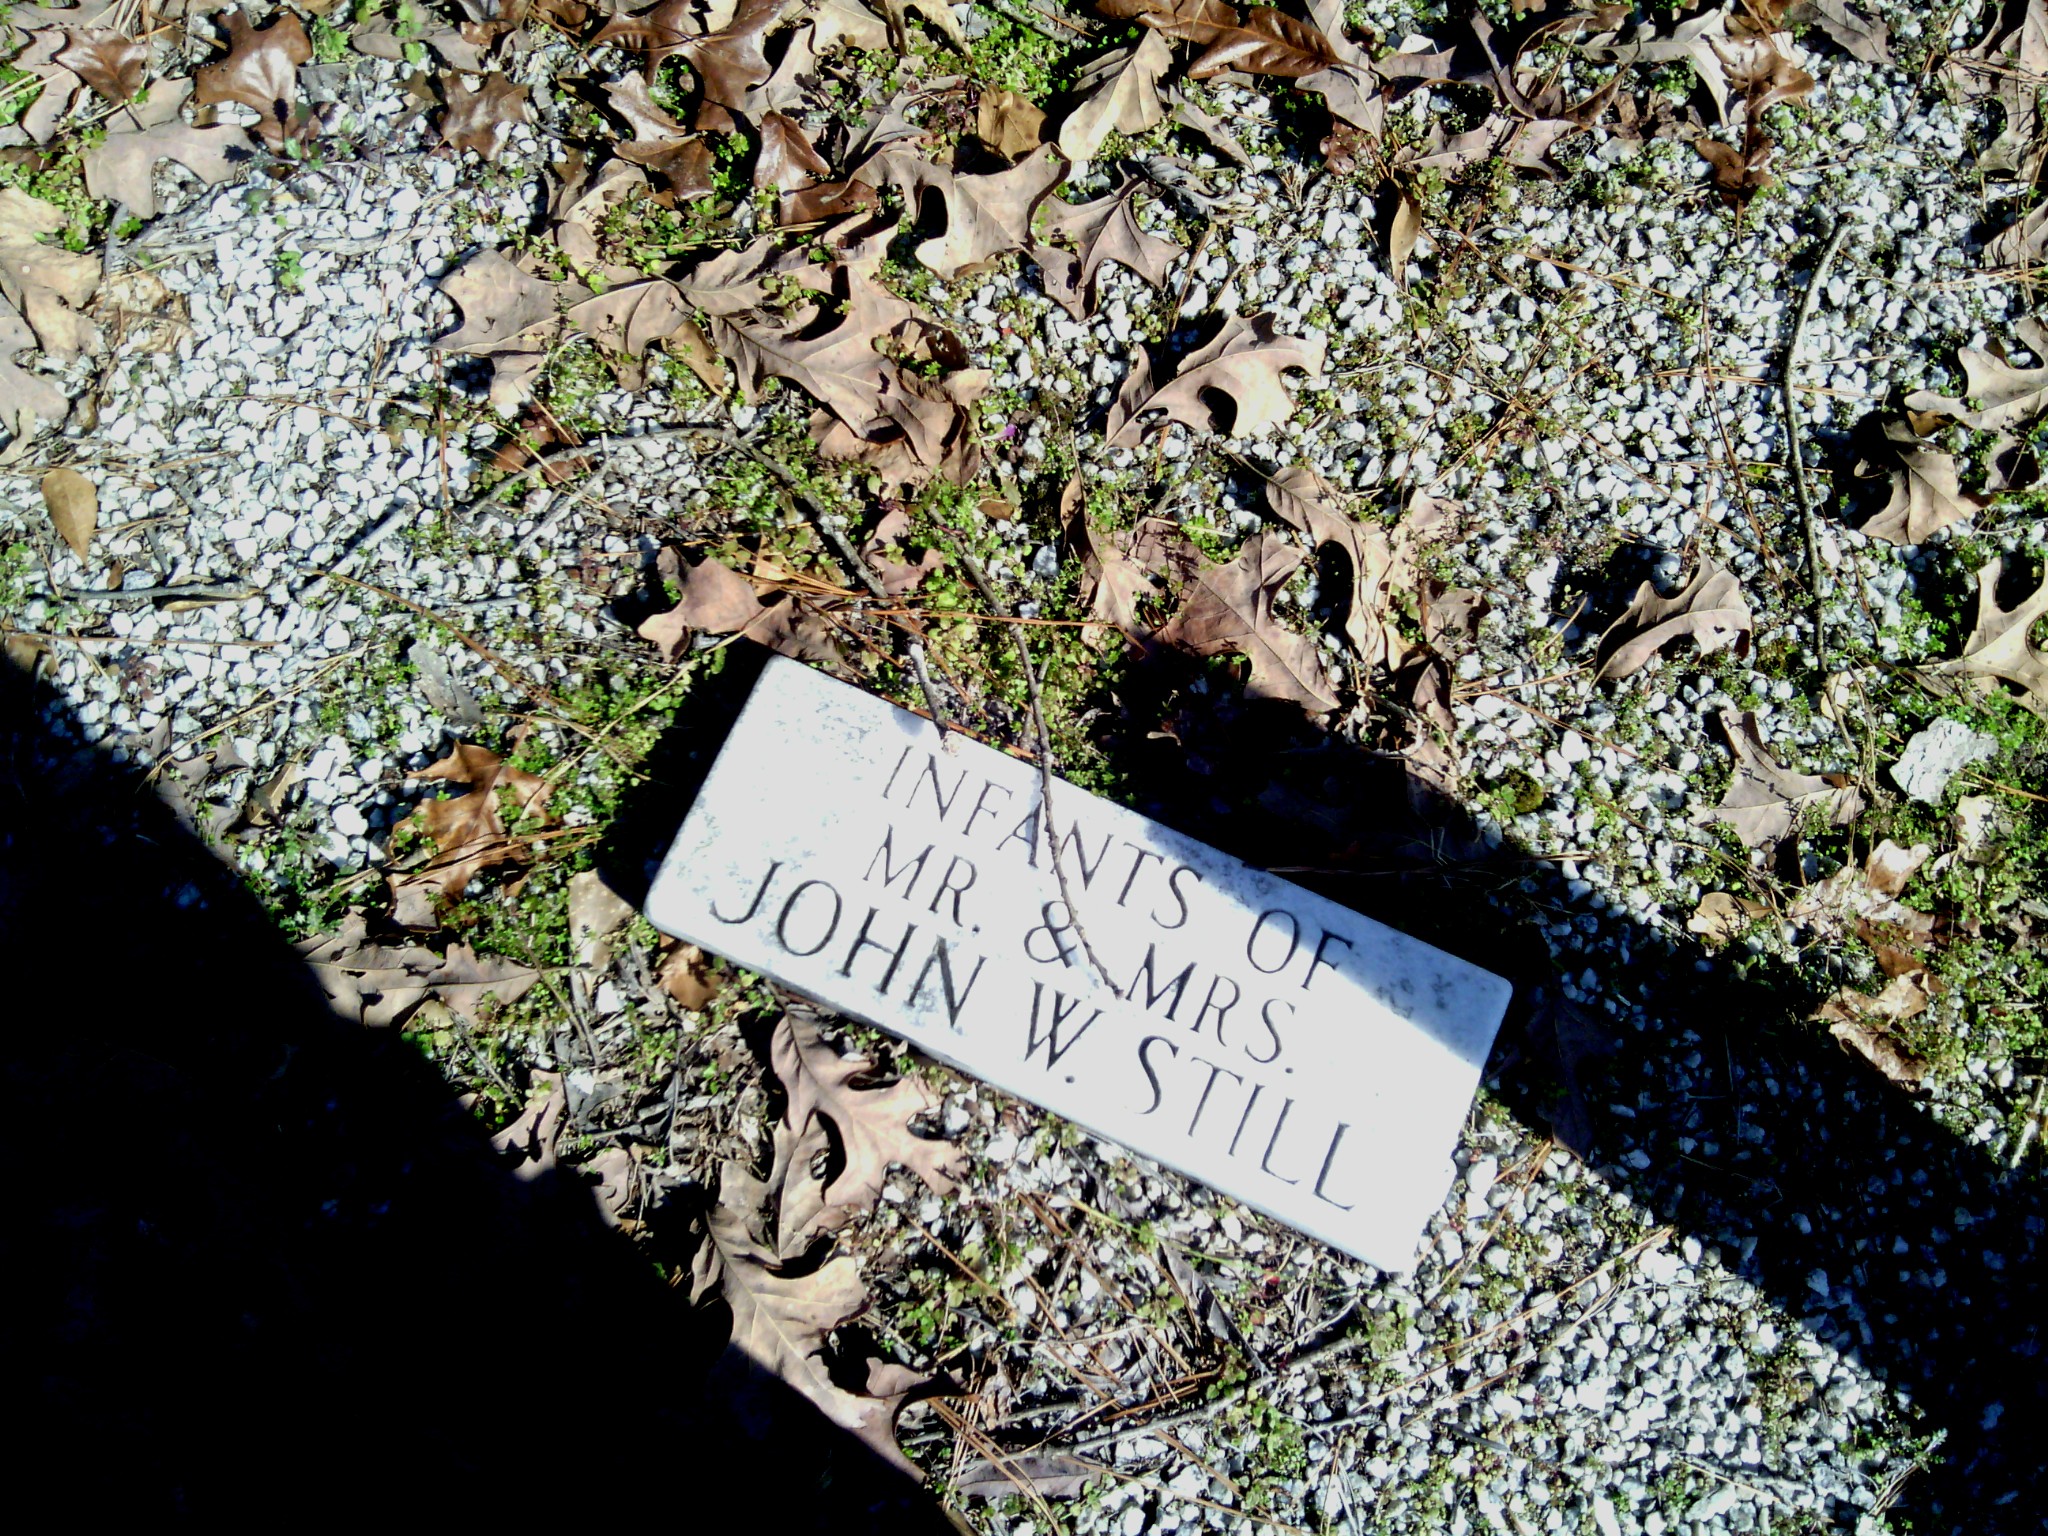 INFANTS OF
MR. & MRS.
JOHN W. STILL